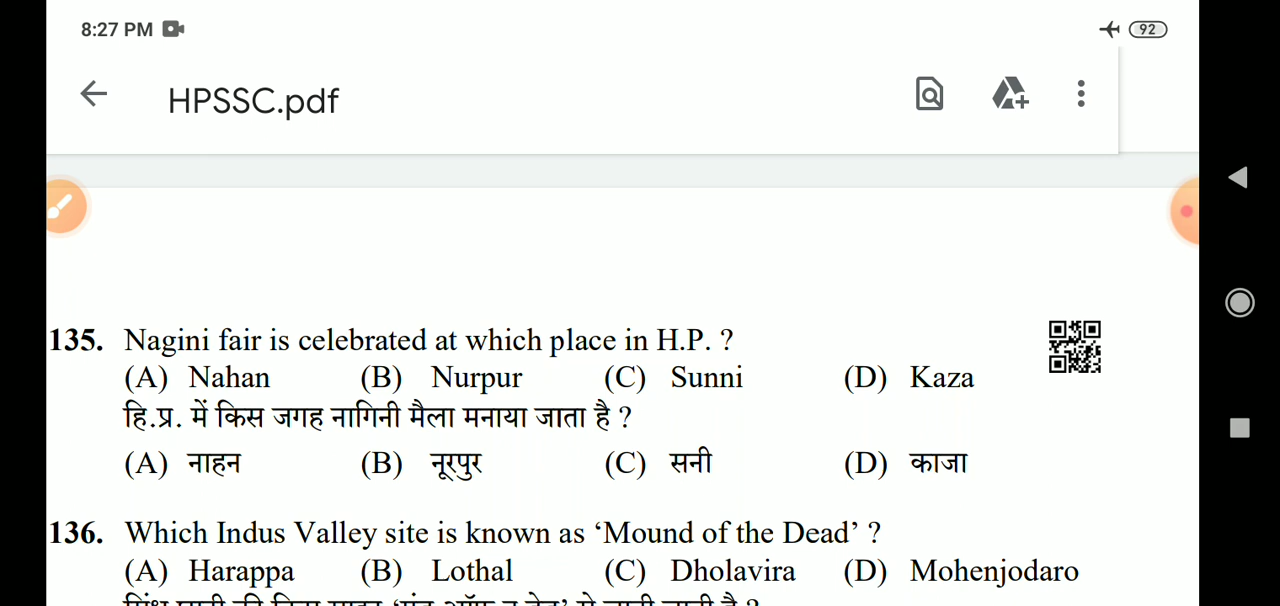 8:27 PM
92
HPSSC.pdf
135. Nagini fair is celebrated at which place in H.P. ?
(A) Nahan (B) Nurpur (C) Sunni (D) Kaza
हि.प्र. में किस जगह नागिनी मैला मनाया जाता है ?
(A) नाहन (B) नूरपुर (C) सनी (D) काजा
136. Which Indus Valley site is known as ‘Mound of the Dead’ ?
(A) Harappa (B) Lothal (C) Dholavira (D) Mohenjodaro